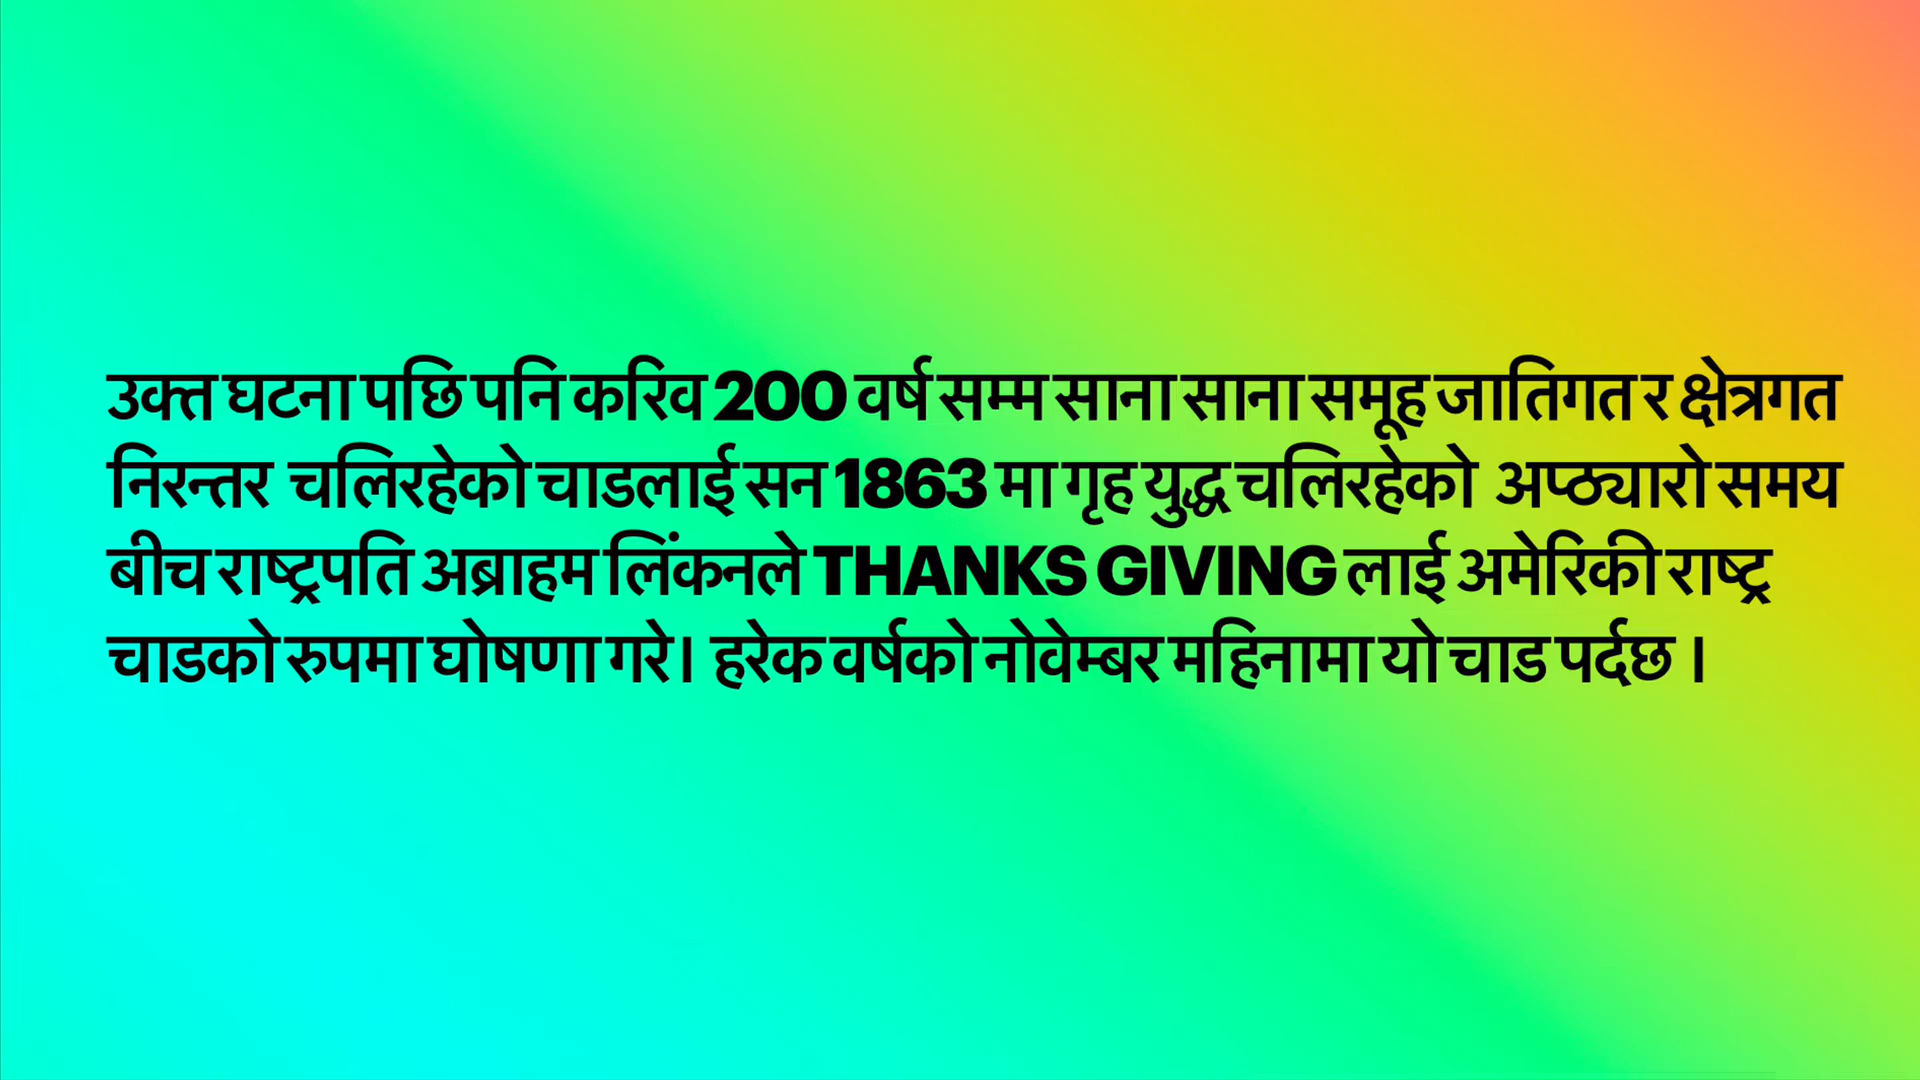 उक्त घटना पछि पनि करिव 200 वर्ष सम्म साना साना समूह जातिगत र क्षेत्रगत
निरन्तर चलिरहेको चाडलाई सन 1863 मा गृह युद्ध चलिरहेको अप्ठ्यारो समय
बीच राष्ट्रपति अब्राहम लिंकनले THANKS GIVING लाई अमेरिकी राष्ट्र
चाडको रुपमा घोषणा गरे। हरेक वर्षको नोवेम्बर महिनामा यो चाड पर्दछ ।